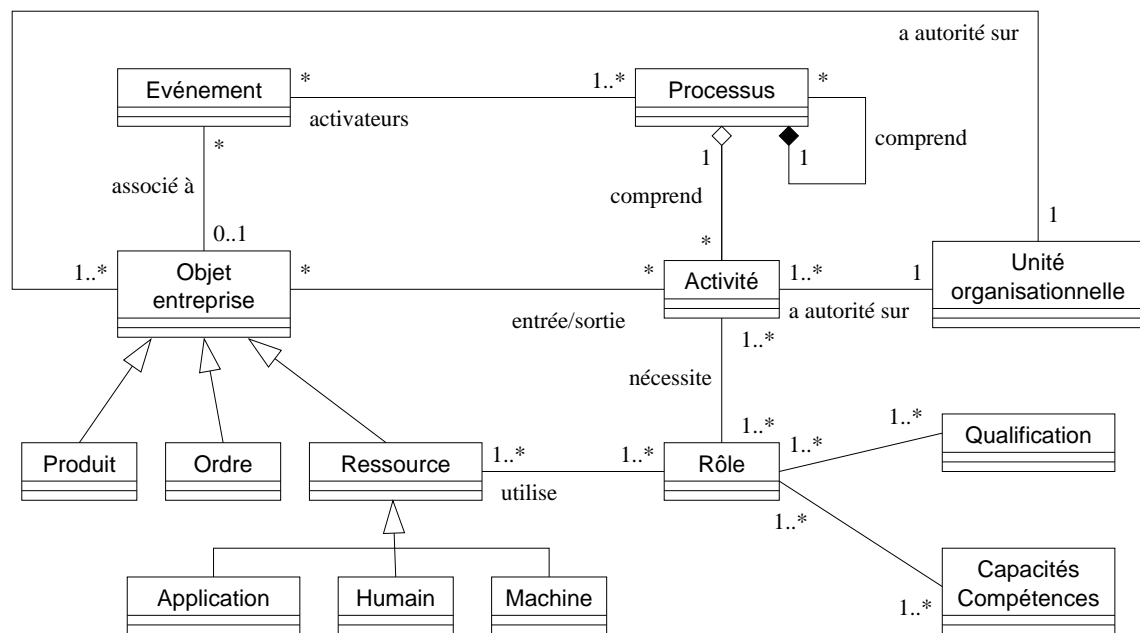 a autorité sur
Evénement
*
1..*
Processus
*
activateurs
comprend
*
1
1
associé à
comprend
0..1
*
1
1..*
Objet
entreprise
*
*
Activité
1..*
1
Unité
organisationnelle
entrée/sortie
a autorité sur
1..*
nécessite
1..*
1..*
1..*
Qualification
Produit
Ordre
Ressource
1..*
1..*
Rôle
utilise
1..*
Capacités
Compétences
1..*
Application
Humain
Machine